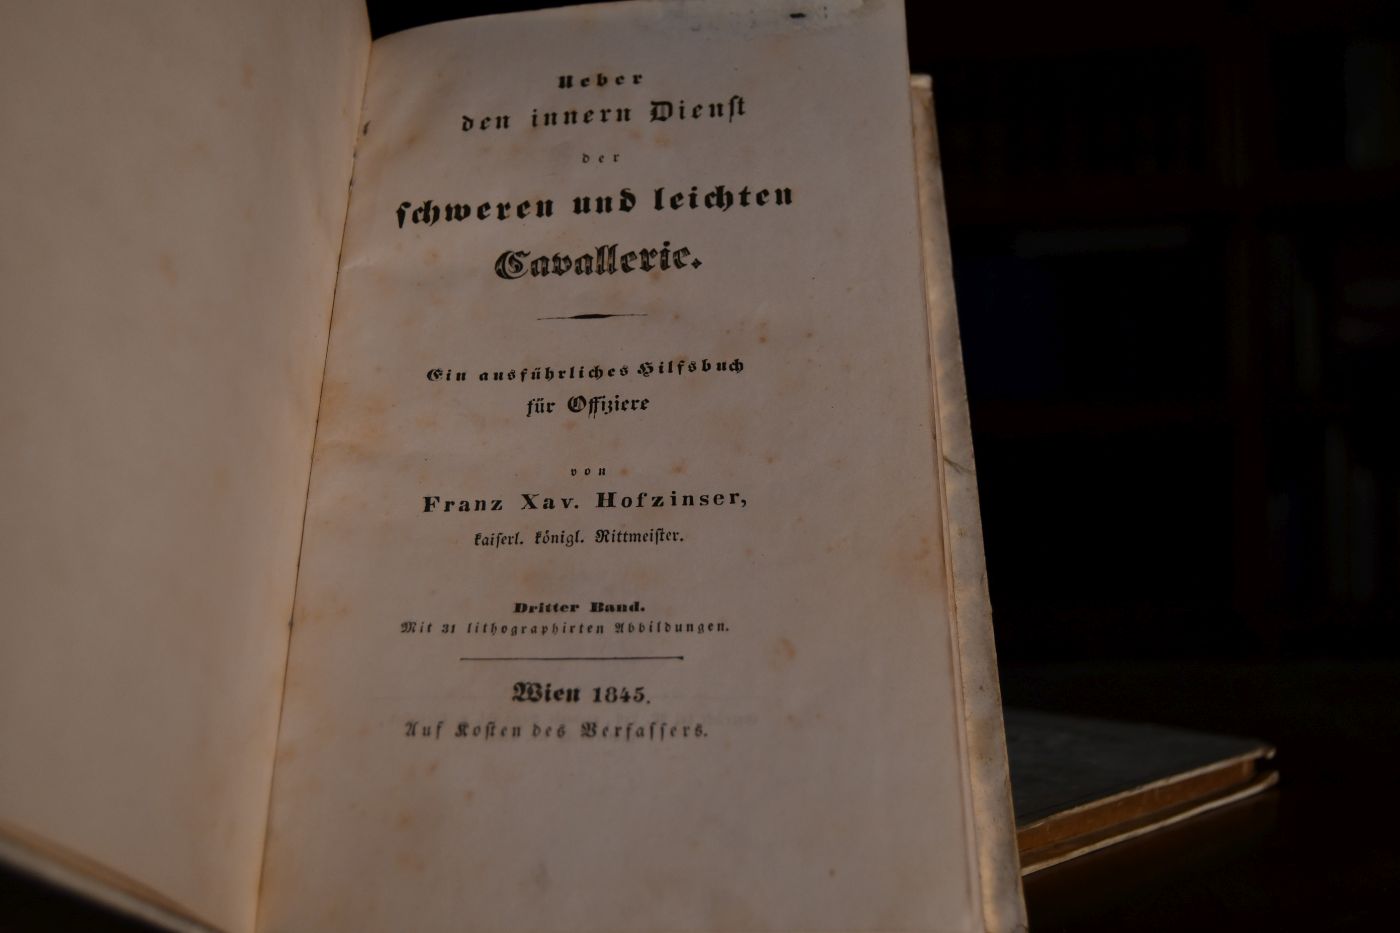 Ueber
den innern Dienſt
der
ſchweren und leichten
Cavallerie.
Ein ausführliches Hilfsbuch
für Offiziere
von
Franz Xav. Hofzinser,
kaiſerl. königl. Rittmeiſter.
Dritter Band.
Mit 31 lithographirten Abbildungen.
Wien 1845.
Auf Koſten des Verfaſſers.